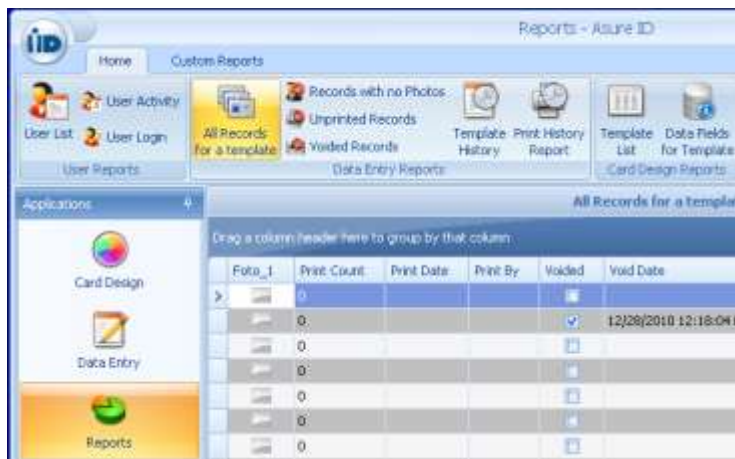 Reports - Asure ID
Home Custom Reports
User List
User Activity
User Login
User Reports
All Records for a template
Records with no Photos
Unprinted Records
Voided Records
Template History
Print History Report
Data Entry Reports
Template List
Data Fields for Template
Card Design Reports
Applications
Card Design
Data Entry
Reports
All Records for a templat
Drag a column header here to group by that column
Foto_1 Print Count Print Date Print By Voided Void Date
0
0 12/28/2010 12:18:04
0
0
0
0
0